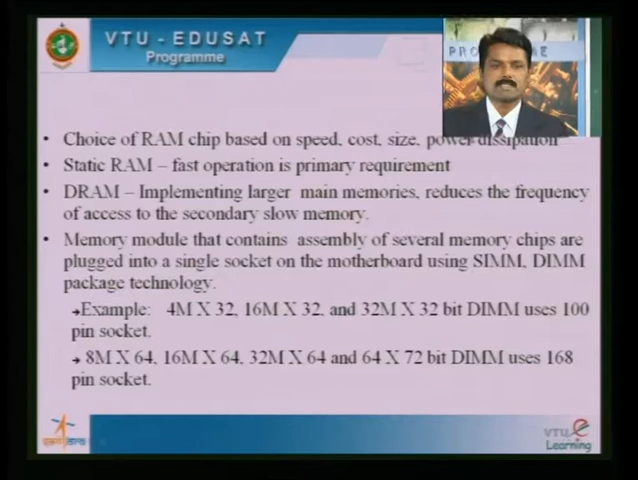 VTU - EDUSAT
Programme
• Choice of RAM chip based on speed, cost, size, power dissipation
• Static RAM – fast operation is primary requirement
• DRAM – Implementing larger main memories, reduces the frequency
of access to the secondary slow memory.
• Memory module that contains assembly of several memory chips are
plugged into a single socket on the motherboard using SIMM, DIMM
package technology.
→Example: 4M X 32, 16M X 32, and 32M X 32 bit DIMM uses 100
pin socket.
→ 8M X 64, 16M X 64, 32M X 64 and 64 X 72 bit DIMM uses 168
pin socket.
VTU e
Learning